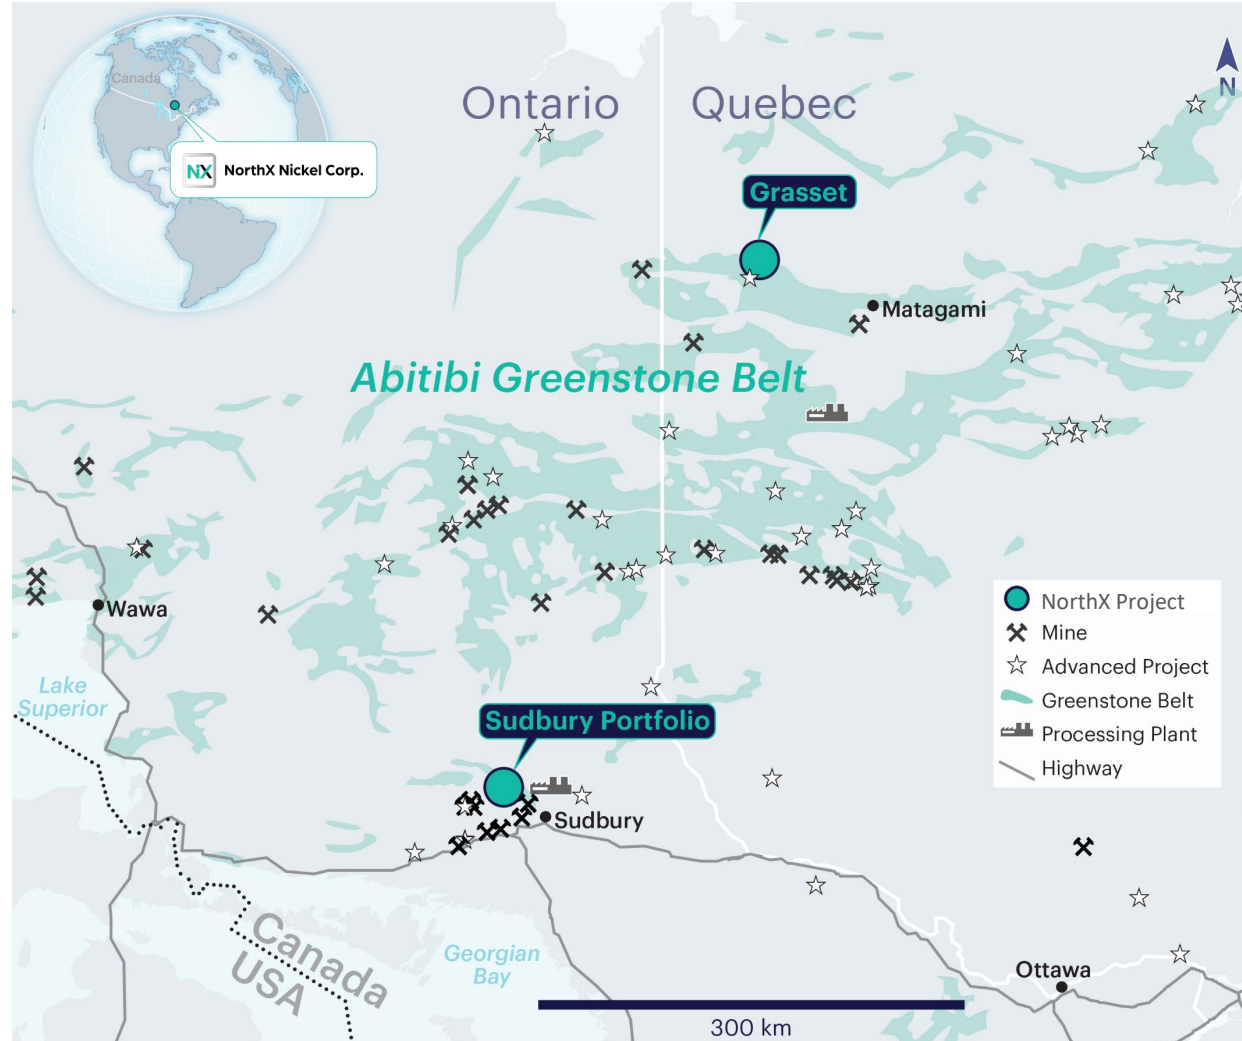 Canada
NX
NorthX Nickel Corp.
Ontario
Quebec
N
Grasset
Matagami
Abitibi Greenstone Belt
Wawa
Lake
Superior
Sudbury Portfolio
Sudbury
NorthX Project
Mine
Advanced Project
Greenstone Belt
Processing Plant
Highway
Canada
USA
Georgian
Bay
Ottawa
300 km